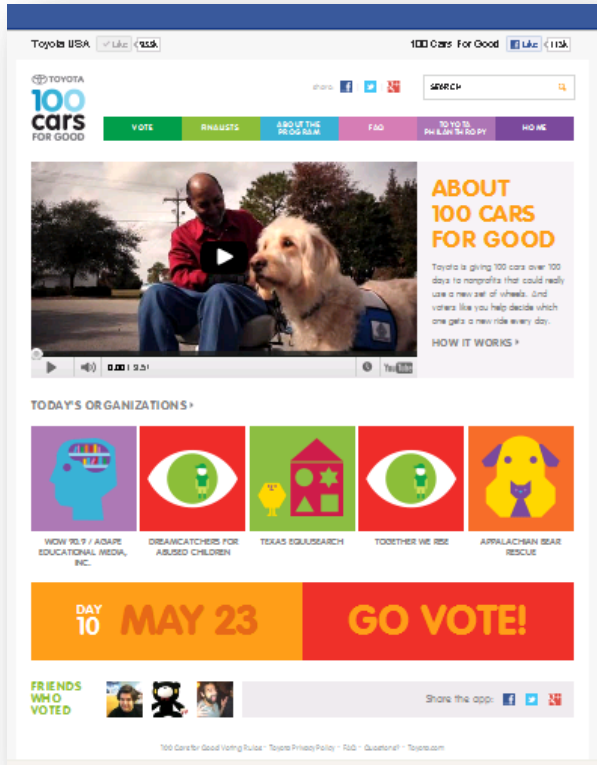 Toyota USA Like
100 Cars For Good Like
TOYOTA
100
cars
FOR GOOD
share
SEARCH
VOTE
FINALISTS
ABOUT THE
PROGRAM
FAQ
TOYOTA
PHILANTHROPY
HOME
ABOUT
100 CARS
FOR GOOD
Toyota is giving 100 cars over 100
days to nonprofits that could really
use a new set of wheels. And
voters like you help decide which
one gets a new ride every day.
HOW IT WORKS
YouTube
TODAY'S ORGANIZATIONS
WOW 90.9 / AGAPE
EDUCATIONAL MEDIA,
INC.
DREAMCATCHERS FOR
ABUSED CHILDREN
TEXAS EQUUSEARCH
TOGETHER WE RISE
APPALACHIAN BEAR
RESCUE
DAY
10
MAY 23
GO VOTE!
FRIENDS
WHO
VOTED
Share the app:
100 Cars for Good Voting Rules - Toyota Privacy Policy - FAQ - Questions? - Toyota.com